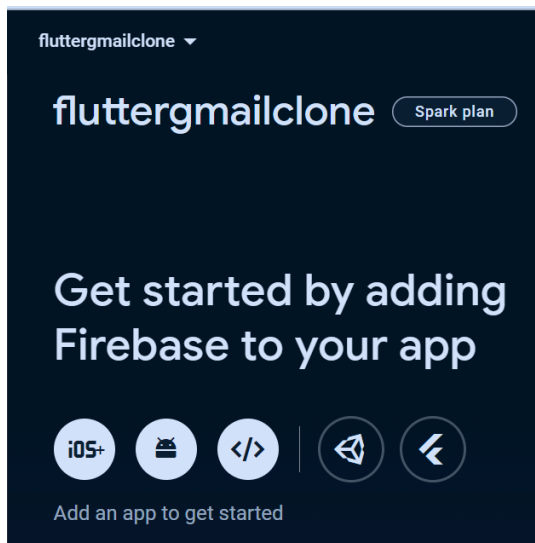 fluttergmailclone
fluttergmailclone Spark plan
Get started by adding
Firebase to your app
iOS+ </>
Add an app to get started